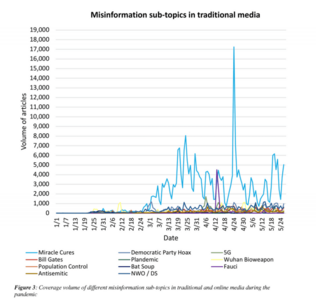 Misinformation sub-topics in traditional media
19,000
18,000
17,000
16,000
15,000
14,000
13,000
12,000
11,000
10,000
9,000
8,000
7,000
6,000
5,000
4,000
3,000
2,000
1,000
0
Volume of articles
1/1 1/7 1/13 1/19 1/25 1/31 2/6 2/12 2/18 2/24 3/1 3/7 3/13 3/19 3/25 3/31 4/6 4/12 4/18 4/24 4/30 5/6 5/12 5/18 5/24
Date
Miracle Cures Democratic Party Hoax 5G
Bill Gates Plandemic Wuhan Bioweapon
Population Control Bat Soup Fauci
Antisemitic NWO / DS
Figure 3: Coverage volume of different misinformation sub-topics in traditional and online media during the
pandemic